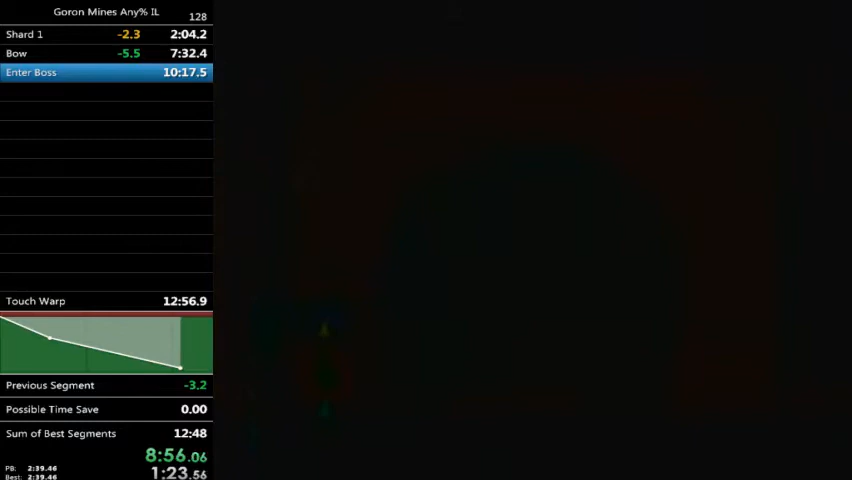 Goron Mines Any% IL 128
Shard 1 -2.3 2:04.2
Bow -5.5 7:32.4
Enter Boss 10:17.5
Touch Warp 12:56.9
Previous Segment -3.2
Possible Time Save 0.00
Sum of Best Segments 12:48
8:56.06
PB: 2:39.46
Best: 2:39.46
1:23.56